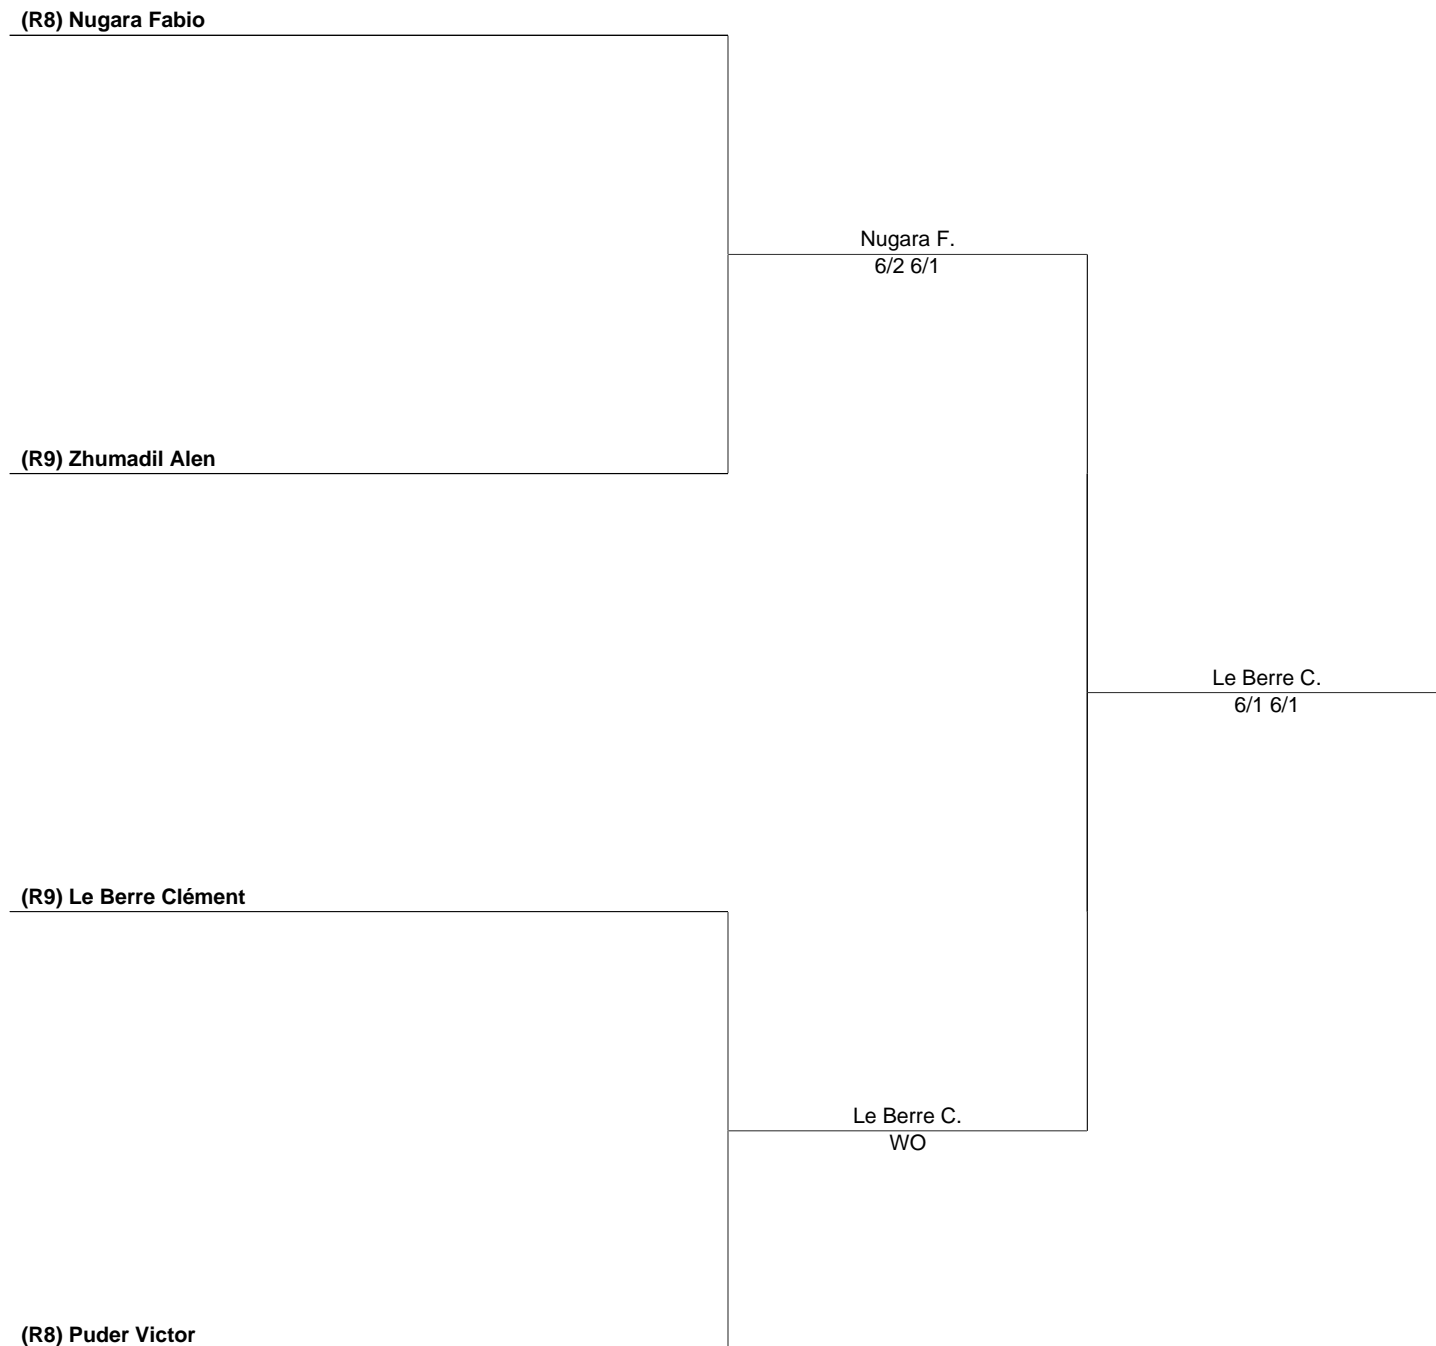 (R8) Nugara Fabio
Nugara F.
6/2 6/1
(R9) Zhumadil Alen
Le Berre C.
6/1 6/1
(R9) Le Berre Clément
Le Berre C.
WO
(R8) Puder Victor